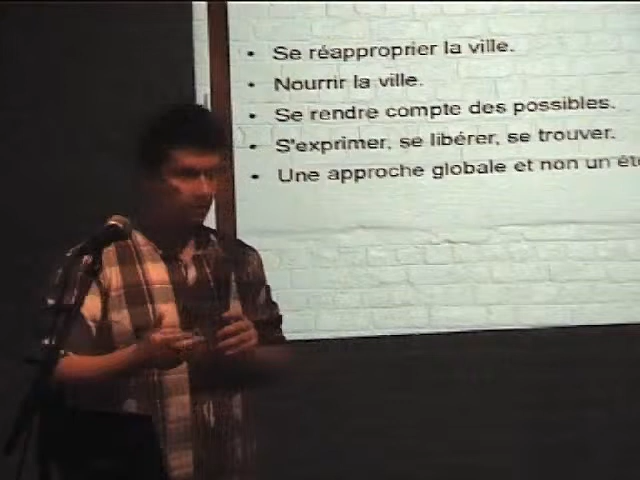 • Se réapproprier la ville.
• Nourrir la ville.
• Se rendre compte des possibles.
• S'exprimer, se libérer, se trouver.
• Une approche globale et non un